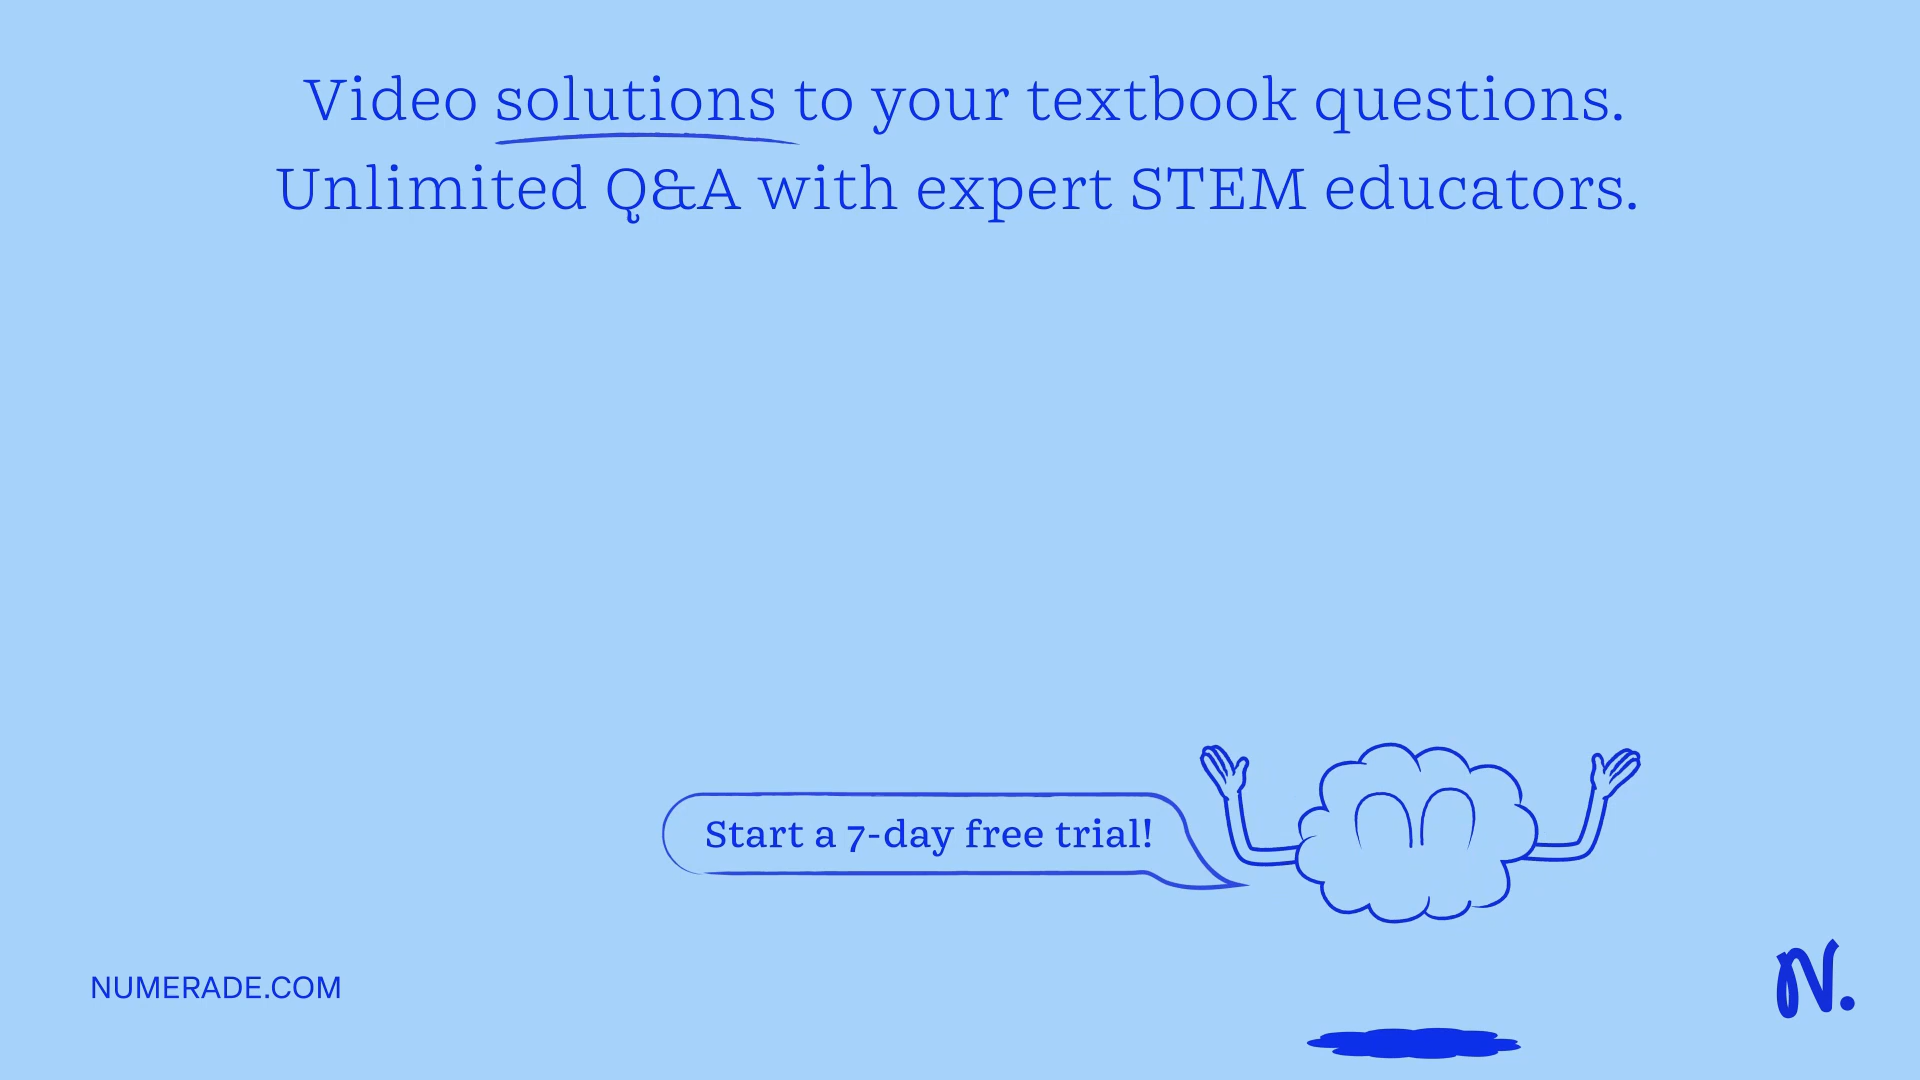 Video solutions to your textbook questions.
Unlimited Q&A with expert STEM educators.
Start a 7-day free trial!
NUMERADE.COM
N.